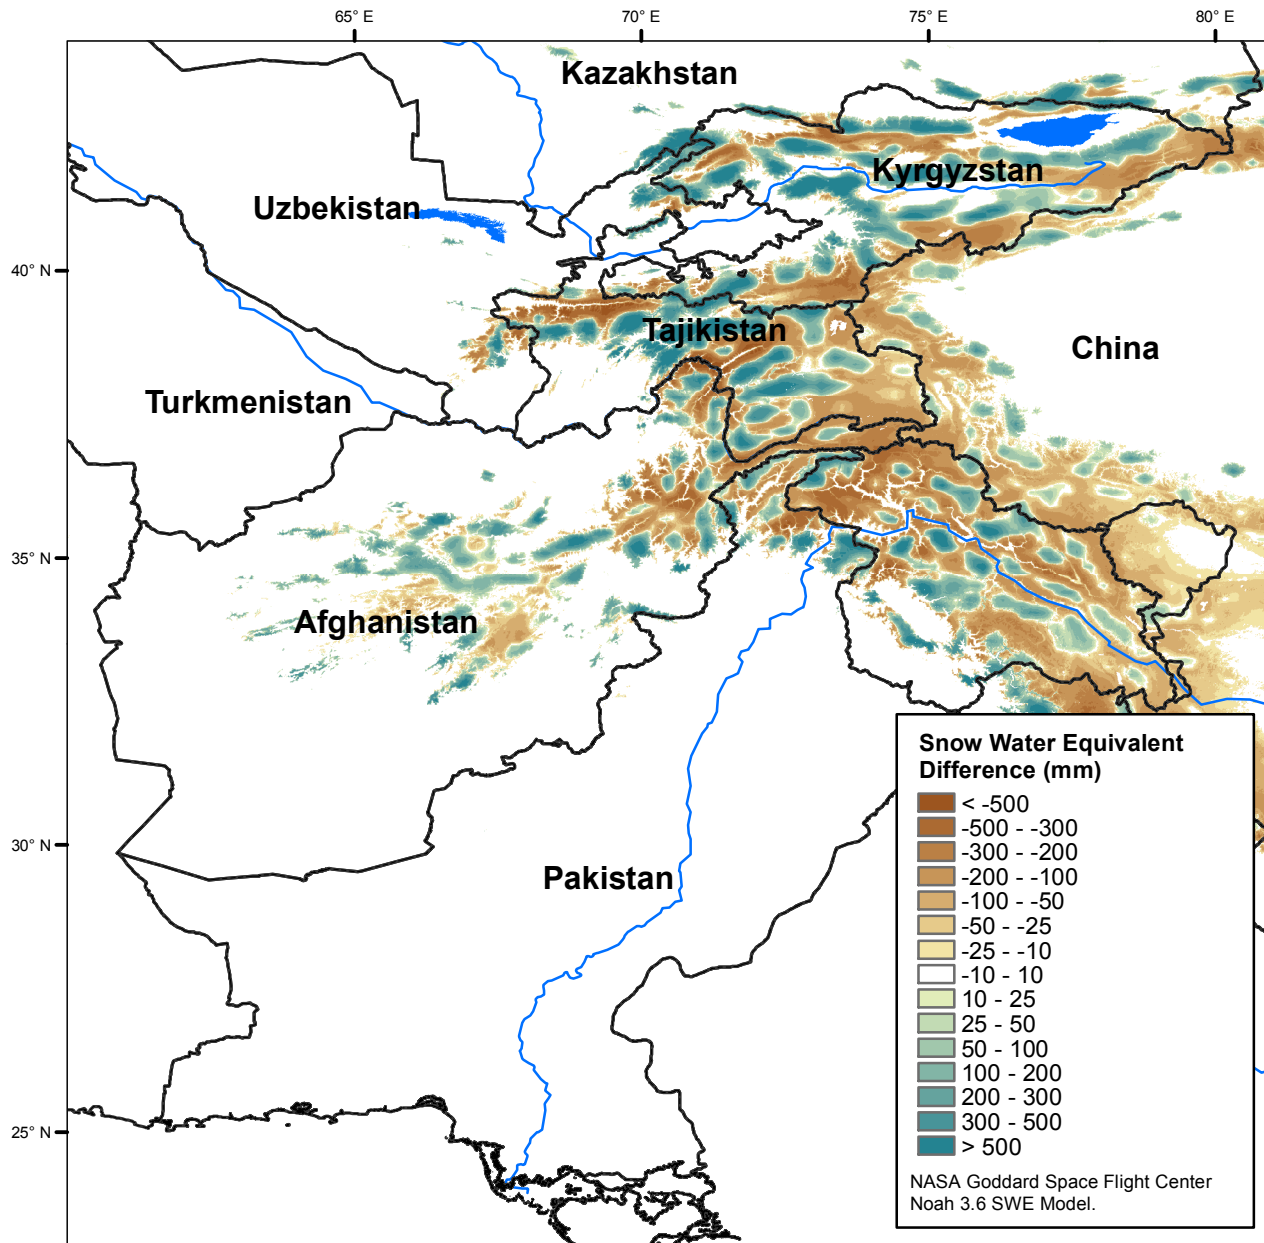 65° E
70° E
75° E
80° E
Kazakhstan
Kyrgyzstan
Uzbekistan
40° N
Tajikistan
China
Turkmenistan
35° N
Afghanistan
30° N
Pakistan
25° N
Snow Water Equivalent
Difference (mm)
< -500
-500 - -300
-300 - -200
-200 - -100
-100 - -50
-50 - -25
-25 - -10
-10 - 10
10 - 25
25 - 50
50 - 100
100 - 200
200 - 300
300 - 500
> 500
NASA Goddard Space Flight Center
Noah 3.6 SWE Model.